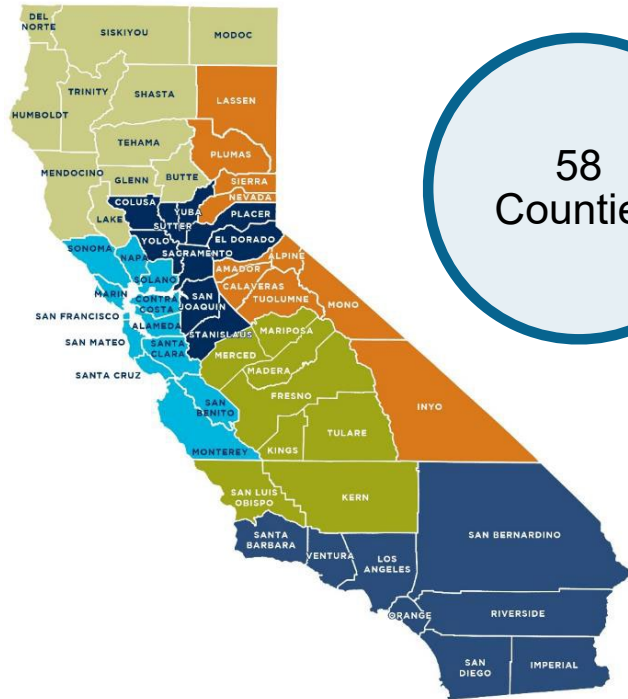 DEL
NORTE
SISKIYOU
MODOC
HUMBOLDT
TRINITY
SHASTA
LASSEN
TEHAMA
PLUMAS
MENDOCINO
GLENN
BUTTE
SIERRA
NEVADA
COLUSA
YUBA
PLACER
LAKE
SUTTER
EL DORADO
SONOMA
NAPA
YOLO
SACRAMENTO
ALPINE
AMADOR
SOLANO
MARIN
CONTRA
COSTA
SAN
JOAQUIN
CALAVERAS
TUOLUMNE
MONO
SAN FRANCISCO
ALAMEDA
STANISLAUS
MARIPOSA
SAN MATEO
SANTA
CLARA
MERCED
MADERA
SANTA CRUZ
SAN
BENITO
FRESNO
INYO
MONTEREY
KINGS
TULARE
SAN LUIS
OBISPO
KERN
SANTA
BARBARA
VENTURA
LOS
ANGELES
SAN BERNARDINO
ORANGE
RIVERSIDE
SAN
DIEGO
IMPERIAL
58
Countie